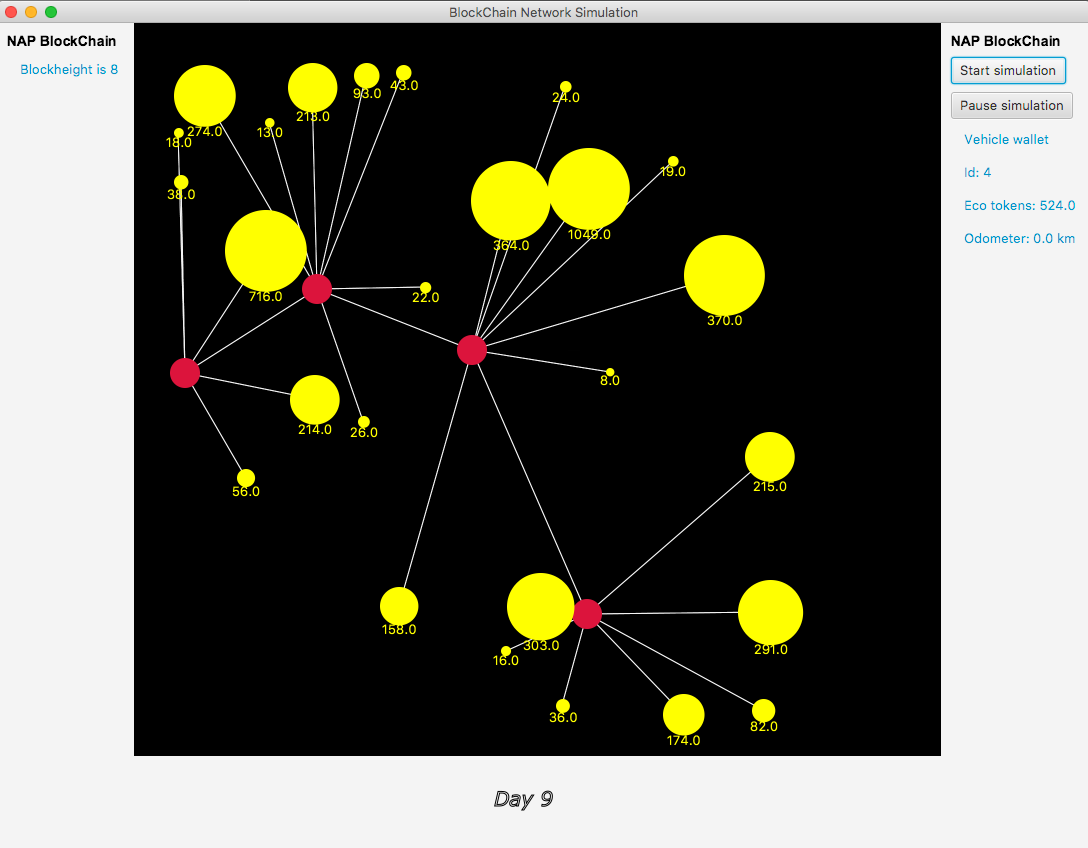 BlockChain Network Simulation
NAP BlockChain
Blockheight is 8
NAP BlockChain
Start simulation
Pause simulation
Vehicle wallet
Id: 4
Eco tokens: 524.0
Odometer: 0.0 km
43.0
93.0
24.0
213.0
274.0
13.0
18.0
19.0
38.0
1049.0
364.0
716.0
22.0
370.0
8.0
214.0
26.0
56.0
215.0
158.0
303.0
291.0
16.0
36.0
82.0
174.0
Day 9